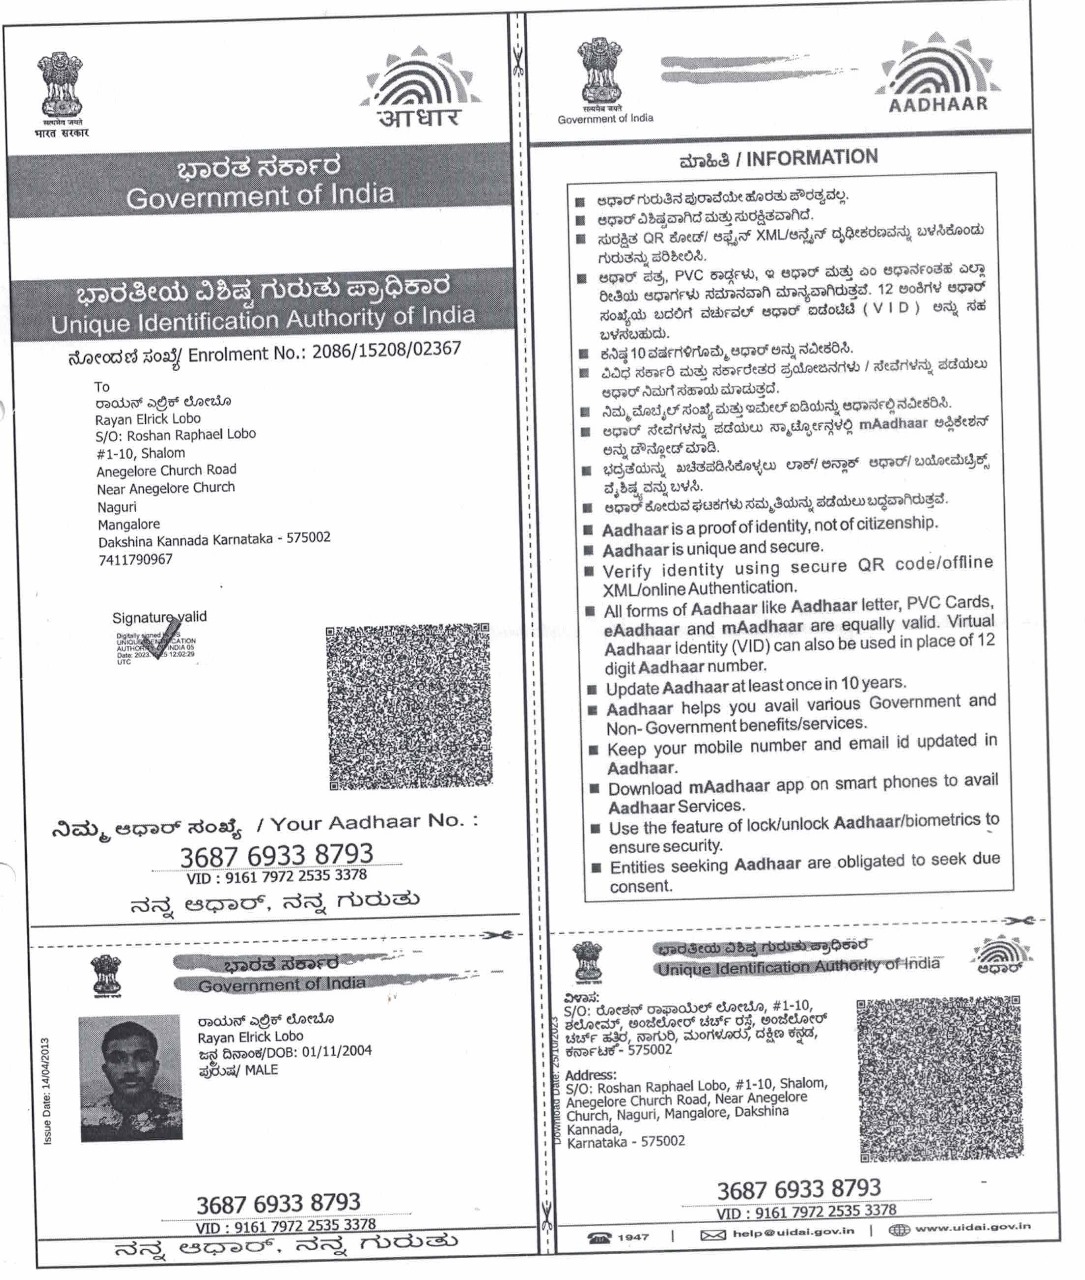 सत्यमेव जयते
भारत सरकार
आधार
ಭಾರತ ಸರ್ಕಾರ
Government of India
ಭಾರತೀಯ ವಿಶಿಷ್ಟ ಗುರುತು ಪ್ರಾಧಿಕಾರ
Unique Identification Authority of India
ನೋಂದಣಿ ಸಂಖ್ಯೆ/ Enrolment No.: 2086/15208/02367
To
ರಾಯನ್ ಎಲ್ರಿಕ್ ಲೋಬೊ
Rayan Elrick Lobo
S/O: Roshan Raphael Lobo
#1-10, Shalom
Anegelore Church Road
Near Anegelore Church
Naguri
Mangalore
Dakshina Kannada Karnataka - 575002
7411790967
Signature valid
Digitally signed by DS
UNIQUE IDENTIFICATION
AUTHORITY OF INDIA 05
12:02:29
UTC
ನಿಮ್ಮ ಆಧಾರ್ ಸಂಖ್ಯೆ / Your Aadhaar No. :
3687 6933 8793
VID : 9161 7972 2535 3378
ನನ್ನ ಆಧಾರ್, ನನ್ನ ಗುರುತು
ಭಾರತ ಸರ್ಕಾರ
Government of India
Issue Date: 14/04/2013
ರಾಯನ್ ಎಲ್ರಿಕ್ ಲೋಬೊ
Rayan Elrick Lobo
ಜನ್ಮ ದಿನಾಂಕ/DOB: 01/11/2004
ಪುರುಷ/ MALE
3687 6933 8793
VID : 9161 7972 2535 3378
ನನ್ನ ಆಧಾರ್, ನನ್ನ ಗುರುತು
सत्यमेव जयते
Government of India
AADHAAR
ಮಾಹಿತಿ / INFORMATION
ಆಧಾರ್ ಗುರುತಿನ ಪುರಾವೆಯೇ ಹೊರತು ಪೌರತ್ವವಲ್ಲ.
ಆಧಾರ್ ವಿಶಿಷ್ಟವಾಗಿದೆ ಮತ್ತು ಸುರಕ್ಷಿತವಾಗಿದೆ.
ಸುರಕ್ಷಿತ QR ಕೋಡ್/ ಆಫ್ಲೈನ್ XML/ಆನ್ಲೈನ್ ದೃಢೀಕರಣವನ್ನು ಬಳಸಿಕೊಂಡು
ಗುರುತನ್ನು ಪರಿಶೀಲಿಸಿ.
ಆಧಾರ್ ಪತ್ರ, PVC ಕಾರ್ಡ್ಗಳು, ಇ ಆಧಾರ್ ಮತ್ತು ಎಂ ಆಧಾರ್ನಂತಹ ಎಲ್ಲಾ
ರೀತಿಯ ಆಧಾರ್ಗಳು ಸಮಾನವಾಗಿ ಮಾನ್ಯವಾಗಿರುತ್ತವೆ. 12 ಅಂಕಿಗಳ ಆಧಾರ್
ಸಂಖ್ಯೆಯ ಬದಲಿಗೆ ವರ್ಚುವಲ್ ಆಧಾರ್ ಐಡೆಂಟಿಟಿ (VID) ಅನ್ನು ಸಹ
ಬಳಸಬಹುದು.
ಕನಿಷ್ಠ 10 ವರ್ಷಗಳಿಗೊಮ್ಮೆ ಆಧಾರ್ ಅನ್ನು ನವೀಕರಿಸಿ.
ವಿವಿಧ ಸರ್ಕಾರಿ ಮತ್ತು ಸರ್ಕಾರೇತರ ಪ್ರಯೋಜನಗಳು / ಸೇವೆಗಳನ್ನು ಪಡೆಯಲು
ಆಧಾರ್ ನಿಮಗೆ ಸಹಾಯ ಮಾಡುತ್ತದೆ.
ನಿಮ್ಮ ಮೊಬೈಲ್ ಸಂಖ್ಯೆ ಮತ್ತು ಇಮೇಲ್ ಐಡಿಯನ್ನು ಆಧಾರ್ನಲ್ಲಿ ನವೀಕರಿಸಿ.
ಆಧಾರ್ ಸೇವೆಗಳನ್ನು ಪಡೆಯಲು ಸ್ಮಾರ್ಟ್ಫೋನ್ಗಳಲ್ಲಿ mAadhaar ಅಪ್ಲಿಕೇಶನ್
ಅನ್ನು ಡೌನ್ಲೋಡ್ ಮಾಡಿ.
ಭದ್ರತೆಯನ್ನು ಖಚಿತಪಡಿಸಿಕೊಳ್ಳಲು ಲಾಕ್/ ಅನ್ಲಾಕ್ ಆಧಾರ್/ ಬಯೋಮೆಟ್ರಿಕ್ಸ್
ವೈಶಿಷ್ಟ್ಯವನ್ನು ಬಳಸಿ.
ಆಧಾರ್ ಕೋರುವ ಘಟಕಗಳು ಸಮ್ಮತಿಯನ್ನು ಪಡೆಯಲು ಬದ್ಧವಾಗಿರುತ್ತವೆ.
Aadhaar is a proof of identity, not of citizenship.
Aadhaar is unique and secure.
Verify identity using secure QR code/offline
XML/online Authentication.
All forms of Aadhaar like Aadhaar letter, PVC Cards,
eAadhaar and mAadhaar are equally valid. Virtual
Aadhaar Identity (VID) can also be used in place of 12
digit Aadhaar number.
Update Aadhaar at least once in 10 years.
Aadhaar helps you avail various Government and
Non- Government benefits/services.
Keep your mobile number and email id updated in
Aadhaar.
Download mAadhaar app on smart phones to avail
Aadhaar Services.
Use the feature of lock/unlock Aadhaar/biometrics to
ensure security.
Entities seeking Aadhaar are obligated to seek due
consent.
ಭಾರತೀಯ ವಿಶಿಷ್ಟ ಗುರುತು ಪ್ರಾಧಿಕಾರ
Unique Identification Authority of India
ಆಧಾರ್
Download Date: 25/10/2023
ವಿಳಾಸ:
S/O: ರೋಶನ್ ರಾಫಾಯೆಲ್ ಲೋಬೊ, #1-10,
ಶಲೋಮ್, ಅಂಜೆಲೋರ್ ಚರ್ಚ್ ರಸ್ತೆ, ಅಂಜೆಲೋರ್
ಚರ್ಚ್ ಹತ್ತಿರ, ನಾಗುರಿ, ಮಂಗಳೂರು, ದಕ್ಷಿಣ ಕನ್ನಡ,
ಕರ್ನಾಟಕ - 575002
Address:
S/O: Roshan Raphael Lobo, #1-10, Shalom,
Anegelore Church Road, Near Anegelore
Church, Naguri, Mangalore, Dakshina
Kannada,
Karnataka - 575002
3687 6933 8793
VID : 9161 7972 2535 3378
1947 | help@uidai.gov.in | www.uidai.gov.in